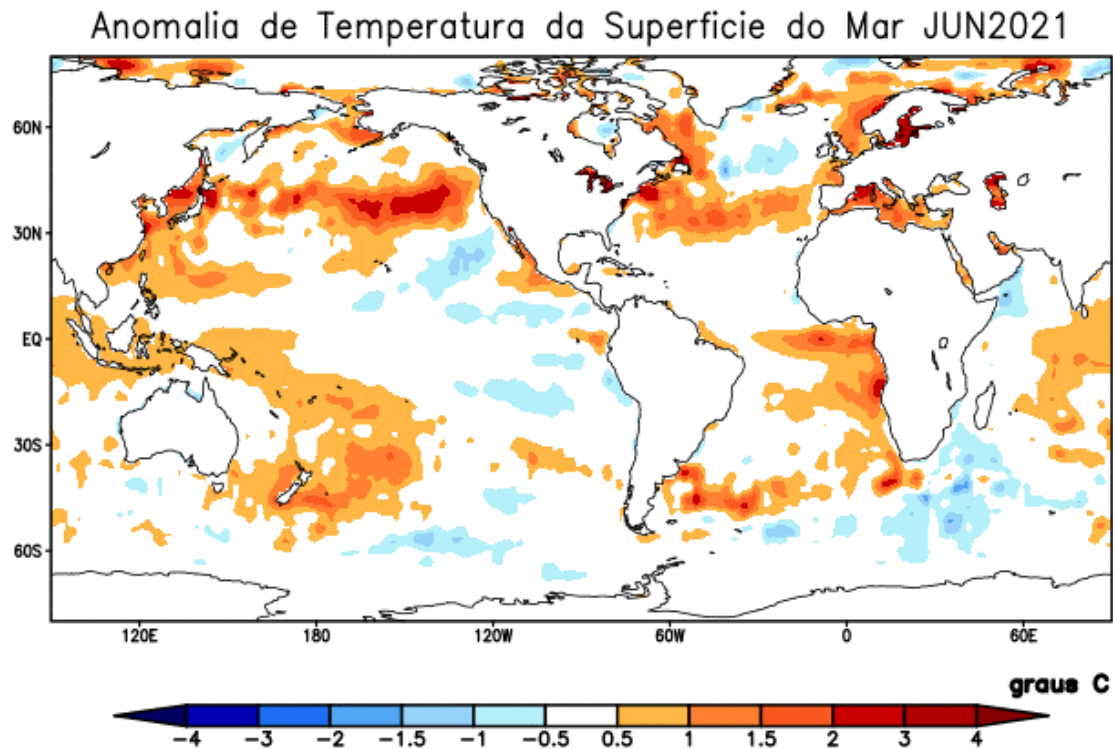 Anomalia de Temperatura da Superficie do Mar JUN2021
60N
30N
EQ
30S
60S
120E 180 120W 60W 0 60E
graus C
-4 -3 -2 -1.5 -1 -0.5 0.5 1 1.5 2 3 4